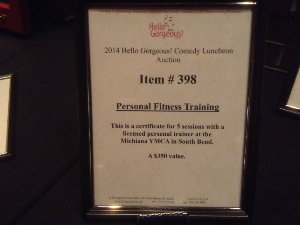 Hello
Gorgeous!
2014 Hello Gorgeous! Comedy Luncheon
Auction
Item # 398
Personal Fitness Training
This is a certificate for 5 sessions with a
licensed personal trainer at the
Michiana YMCA in South Bend.
A $350 value.